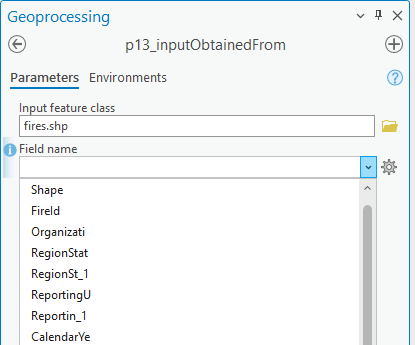 Geoprocessing
p13_inputObtainedFrom
Parameters Environments
Input feature class
fires.shp
Field name
Shape
FireId
Organizati
RegionStat
RegionSt_1
ReportingU
Reportin_1
CalendarYe